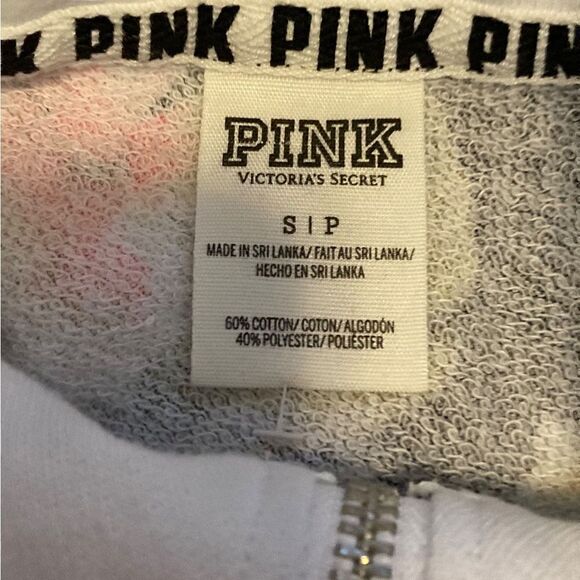 PINK PINK PIN
PINK
VICTORIA'S SECRET
S | P
MADE IN SRI LANKA/ FAIT AU SRI LANKA/
HECHO EN SRI LANKA
60% COTTON/ COTON/ ALGODÓN
40% POLYESTER/ POLIÉSTER